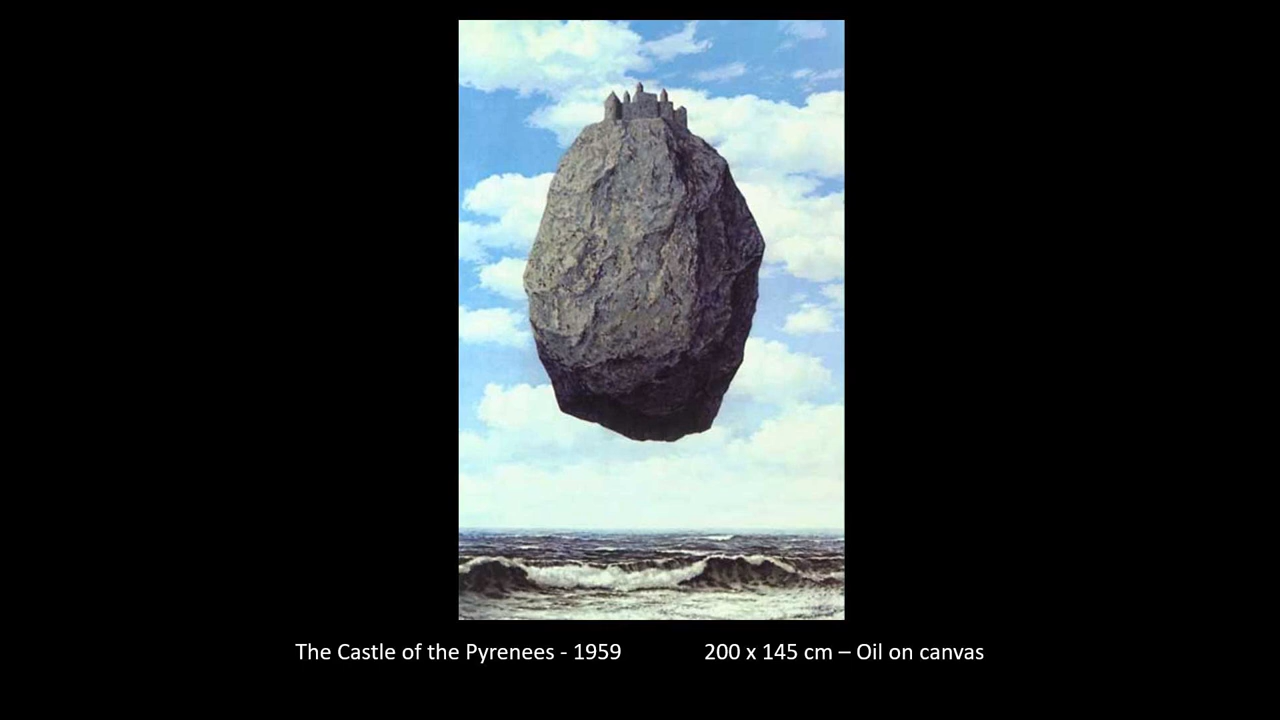 The Castle of the Pyrenees - 1959 200 x 145 cm – Oil on canvas